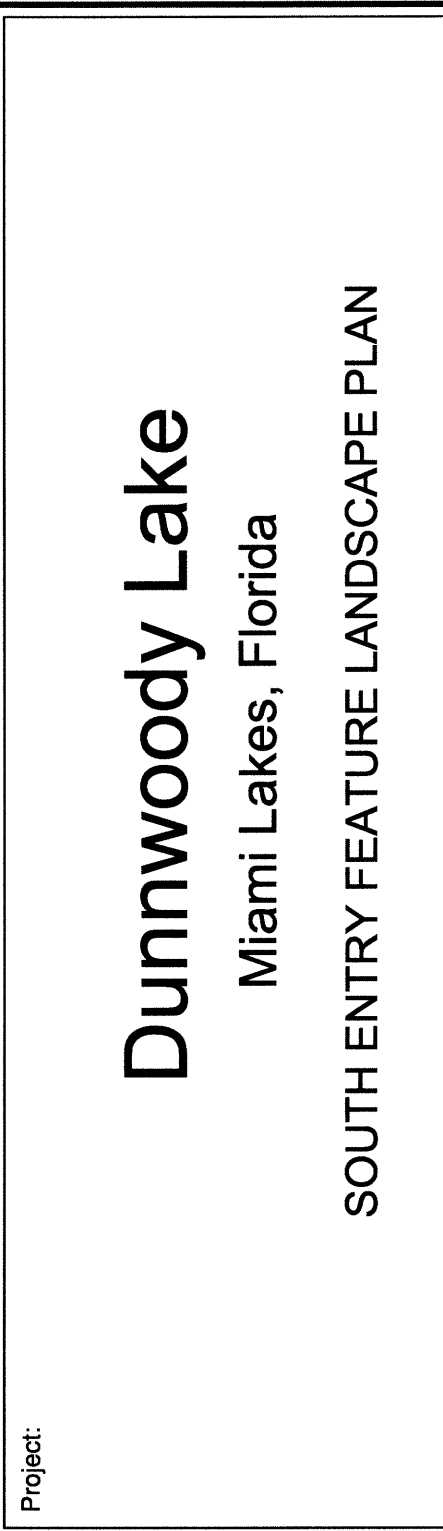 Project:
Dunnwoody Lake
Miami Lakes, Florida
SOUTH ENTRY FEATURE LANDSCAPE PLAN